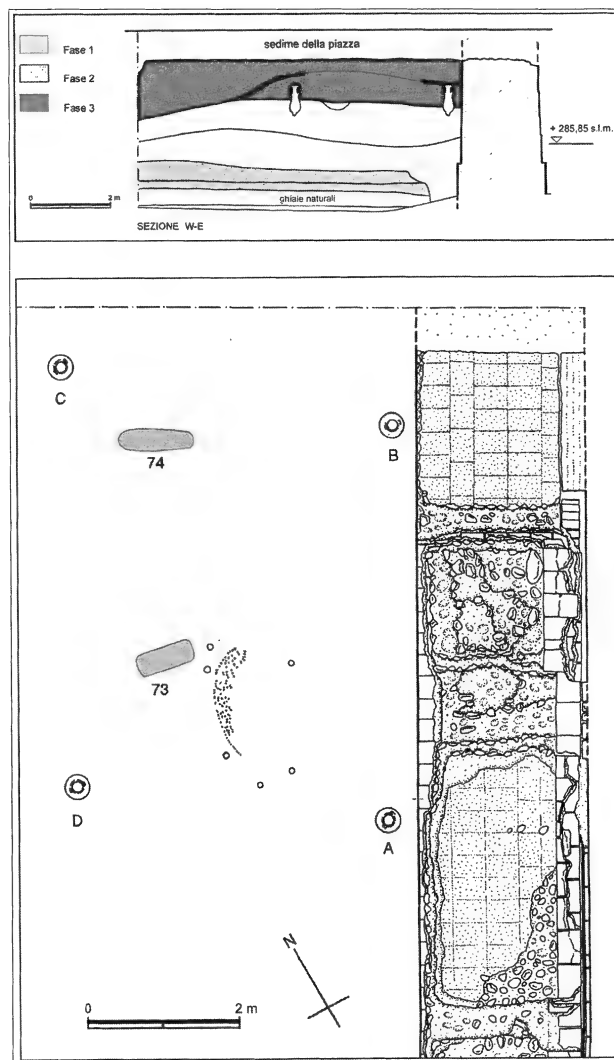 Fase 1
Fase 2
Fase 3
sedime della piazza
+ 285,85 s.l.m.
ghiaie naturali
0 2 m
SEZIONE W-E
C
74
B
73
D
A
N
0 2 m